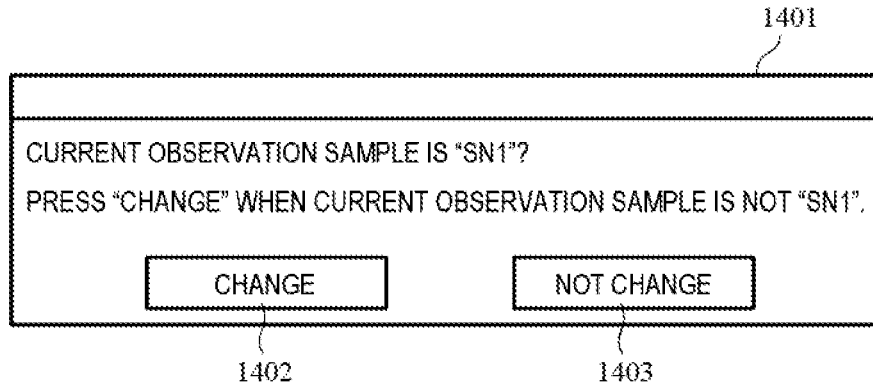 1401
CURRENT OBSERVATION SAMPLE IS “SN1”?
PRESS “CHANGE” WHEN CURRENT OBSERVATION SAMPLE IS NOT “SN1”.
CHANGE
NOT CHANGE
1402
1403